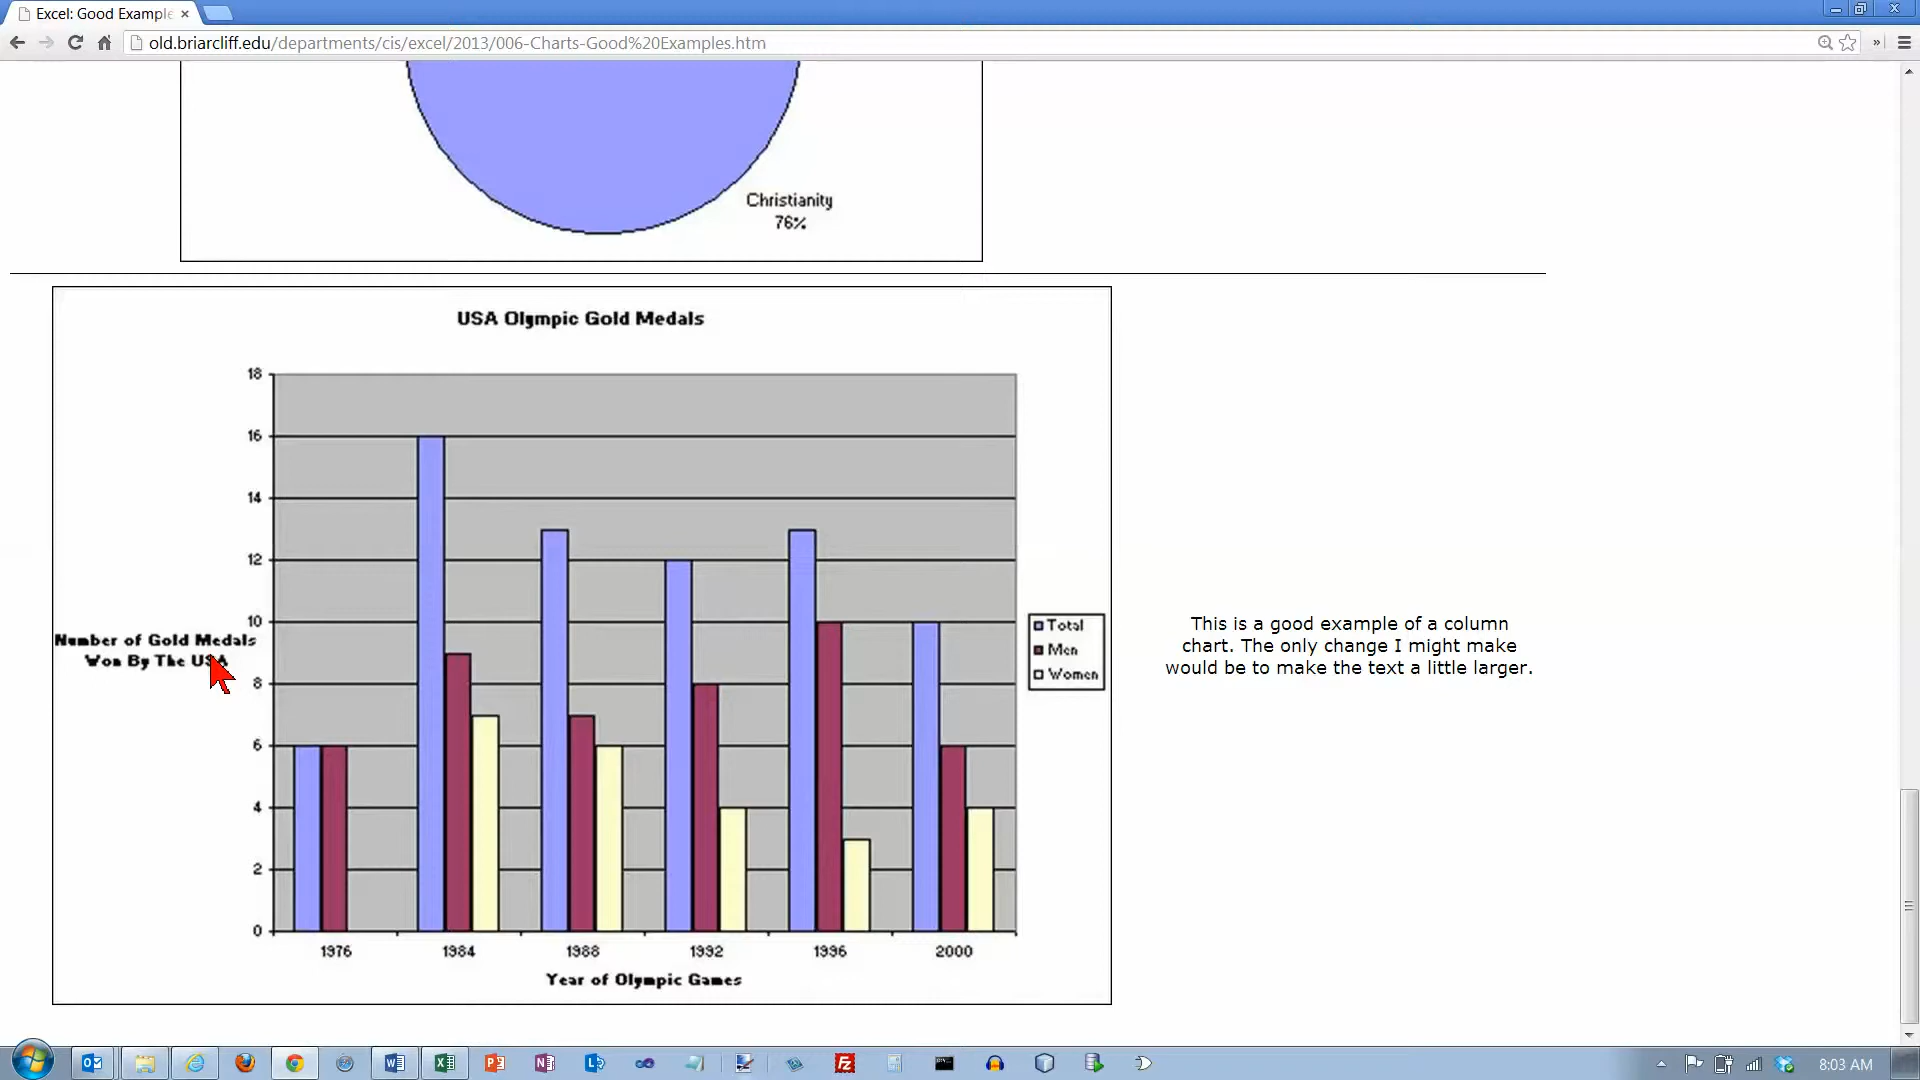 Excel: Good Example
old.briarcliff.edu/departments/cis/excel/2013/006-Charts-Good%20Examples.htm
Christianity
76%
USA Olympic Gold Medals
18
16
14
12
10
8
6
4
2
0
Number of Gold Medals
Won By The USA
1976 1984 1988 1992 1996 2000
Year of Olympic Games
Total
Men
Women
This is a good example of a column
chart. The only change I might make
would be to make the text a little larger.
8:03 AM